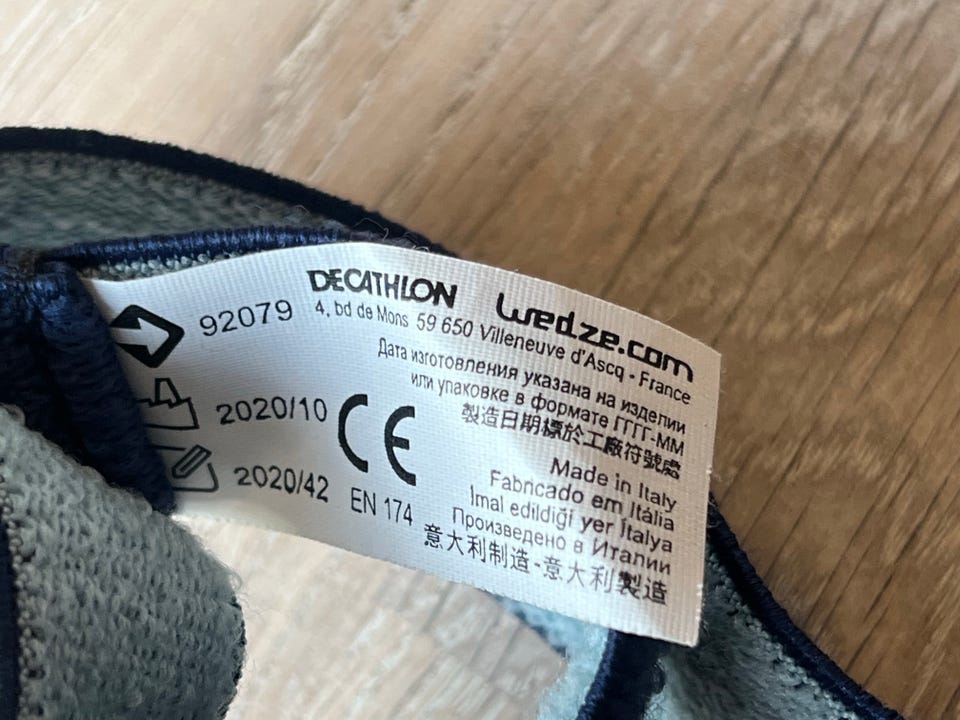 DECATHLON wedze.com
4, bd de Mons 59 650 Villeneuve d'Ascq - France
92079
Дата изготовления указана на изделии
или упаковке в формате ГГГГ-ММ
製造日期標於工廠符號處
2020/10
CE
2020/42
EN 174
Made in Italy
Fabricado em Itália
İmal edildiği yer İtalya
Произведено в Италии
意大利制造-意大利製造